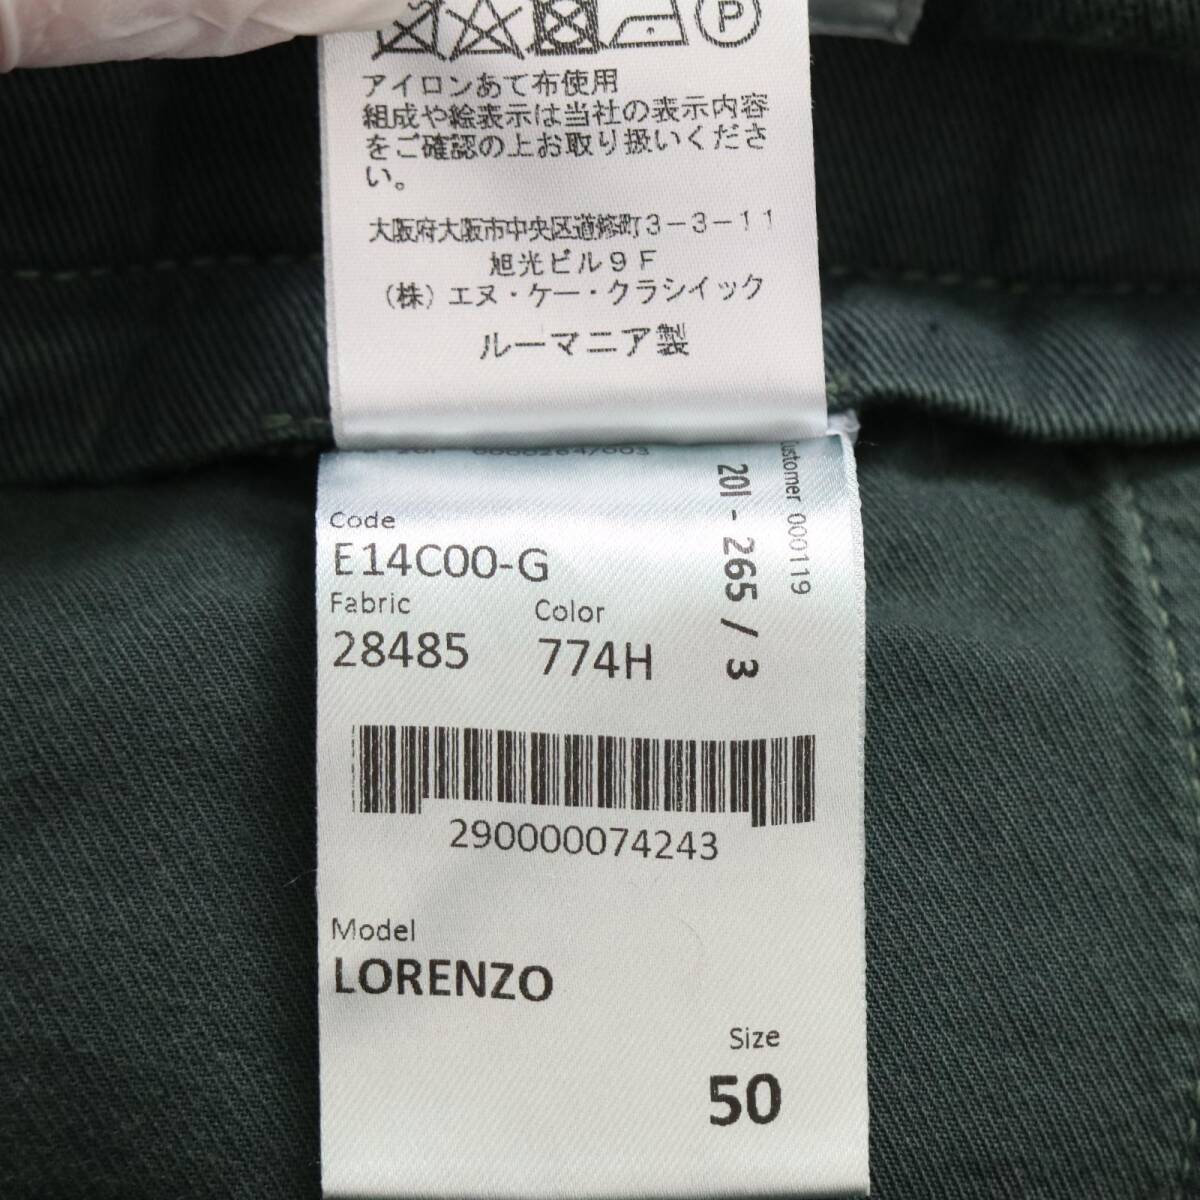 P
アイロンあて布使用
組成や絵表示は当社の表示内容
をご確認の上お取り扱いくださ
い。
大阪府大阪市中央区道修町3-3-11
旭光ビル9F
(株)エヌ・ケー・クラシイック
ルーマニア製
Code
E14C00-G
Fabric
28485
Color
774H
201-265/3
Customer 000119
290000074243
Model
LORENZO
Size
50